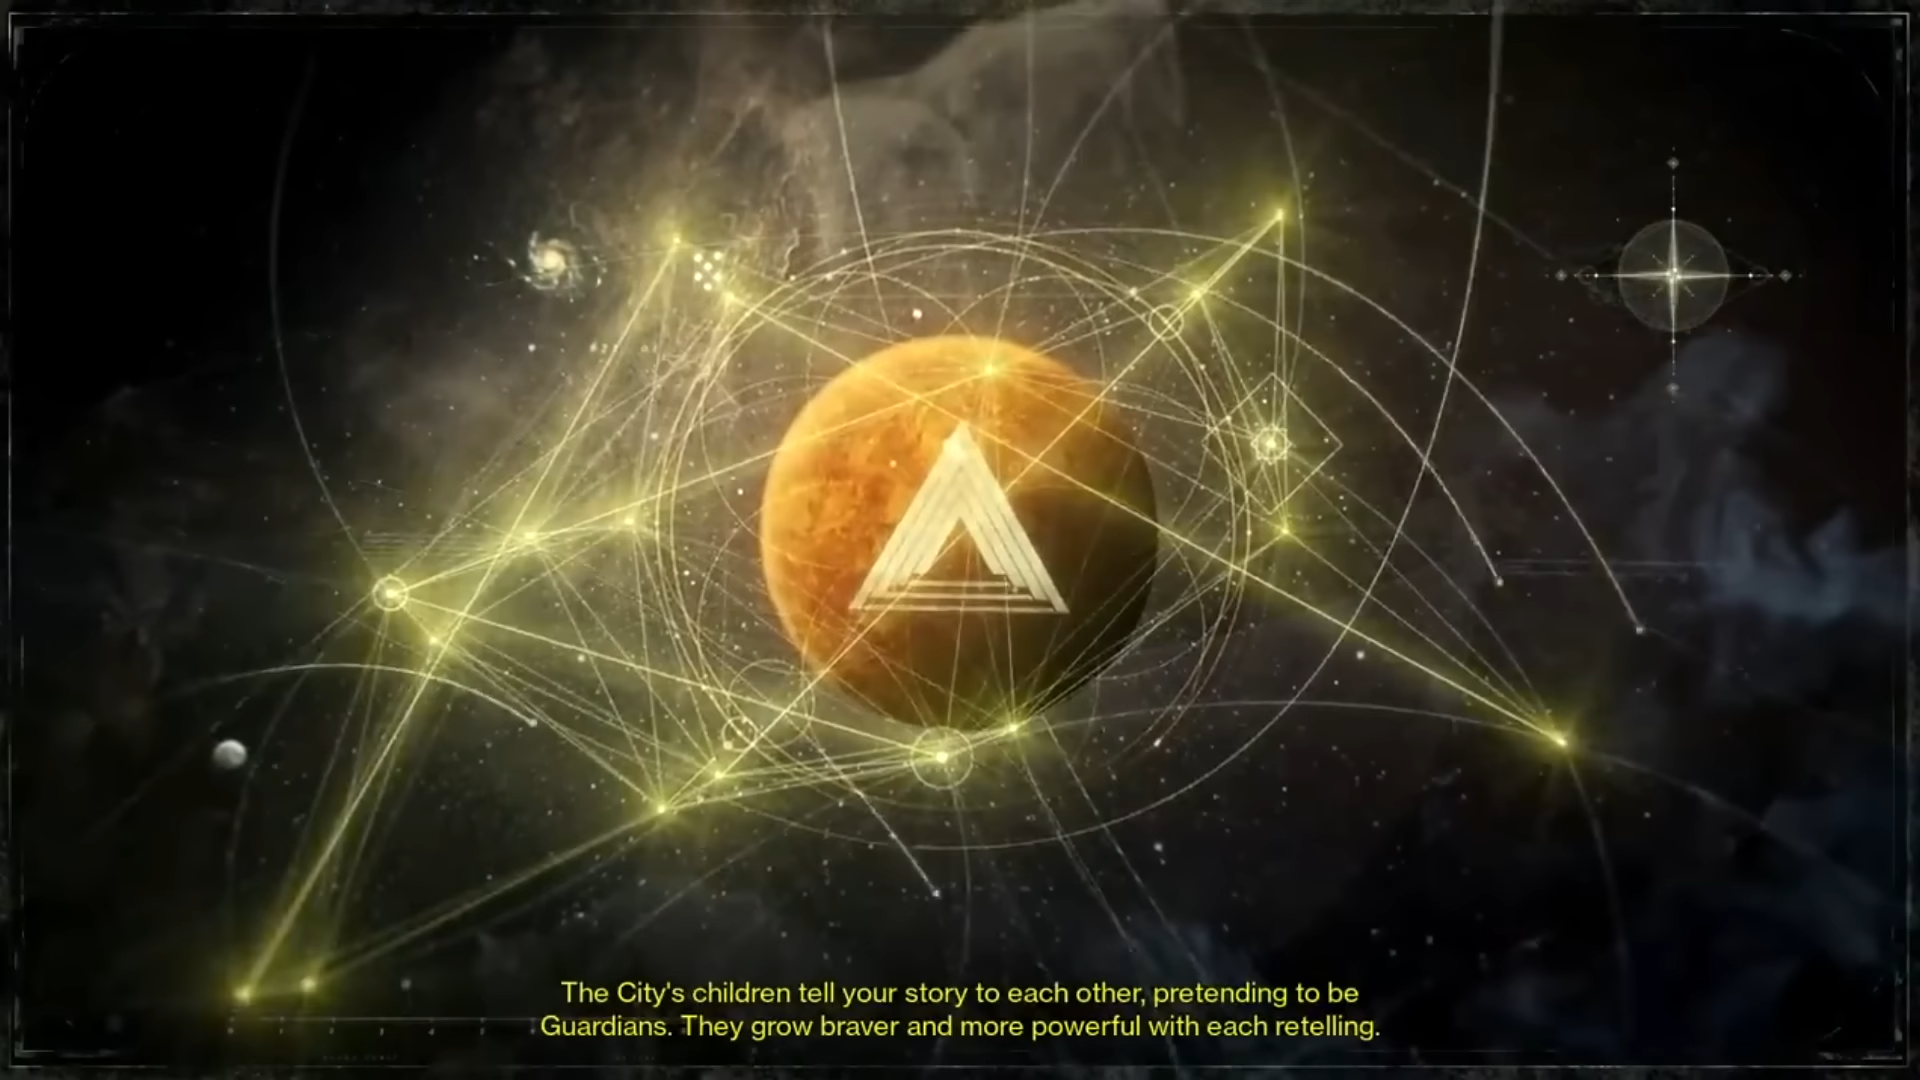 The City's children tell your story to each other, pretending to be
Guardians. They grow braver and more powerful with each retelling.